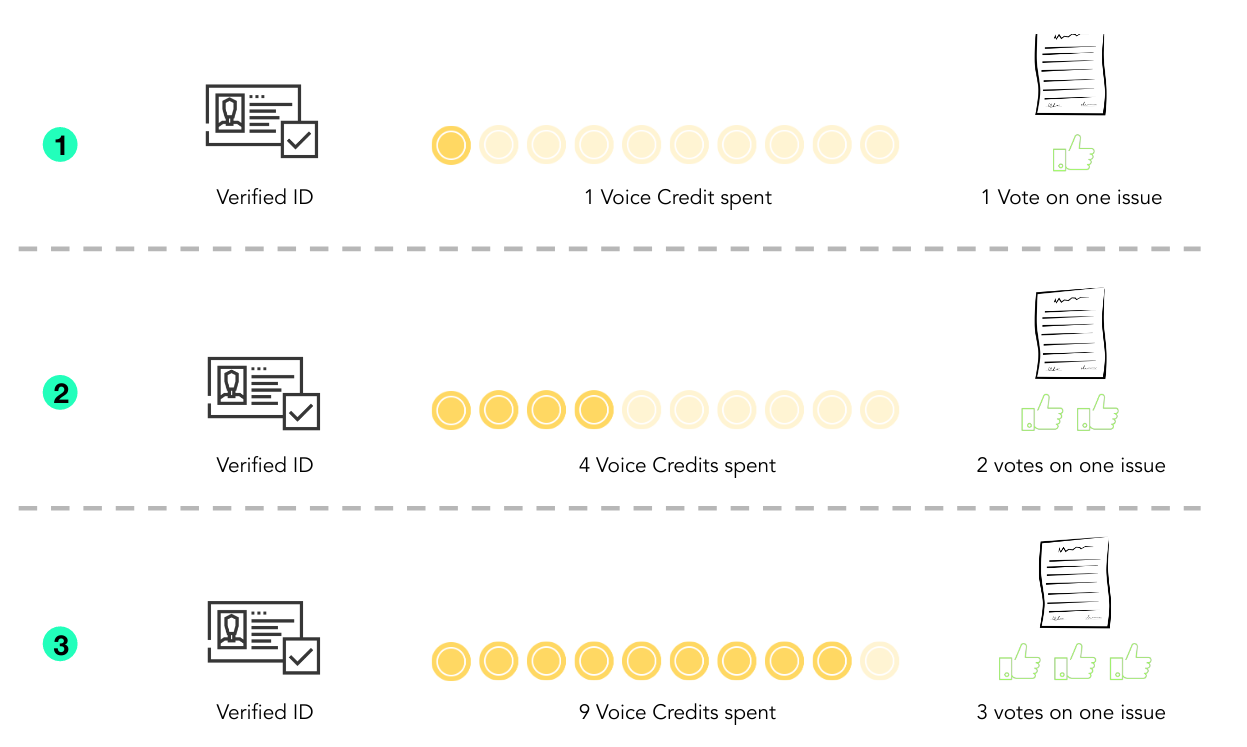 1
Verified ID
1 Voice Credit spent
1 Vote on one issue
2
Verified ID
4 Voice Credits spent
2 votes on one issue
3
Verified ID
9 Voice Credits spent
3 votes on one issue